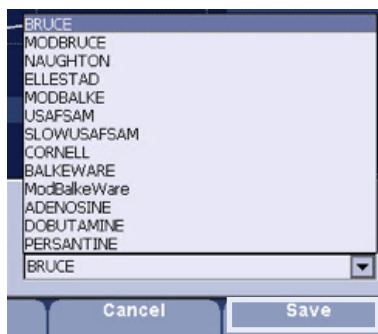 BRUCE
MODBRUCE
NAUGHTON
ELLESTAD
MODBALKE
USAFSAM
SLOWUSAFSAM
CORNELL
BALKEWARE
ModBalkeWare
ADENOSINE
DOBUTAMINE
PERSANTINE
BRUCE
Cancel Save